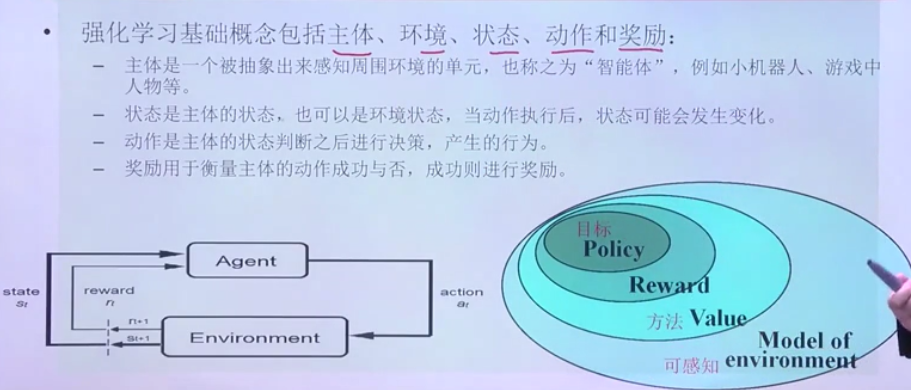 • 强化学习基础概念包括主体、环境、状态、动作和奖励:
– 主体是一个被抽象出来感知周围环境的单元，也称之为“智能体”，例如小机器人、游戏中
人物等。
– 状态是主体的状态，也可以是环境状态，当动作执行后，状态可能会发生变化。
– 动作是主体的状态判断之后进行决策，产生的行为。
– 奖励用于衡量主体的动作成功与否，成功则进行奖励。
Agent
state
st
reward
rt
action
at
rt+1
st+1
Environment
目标
Policy
Reward
方法 Value
Model of
可感知 environment